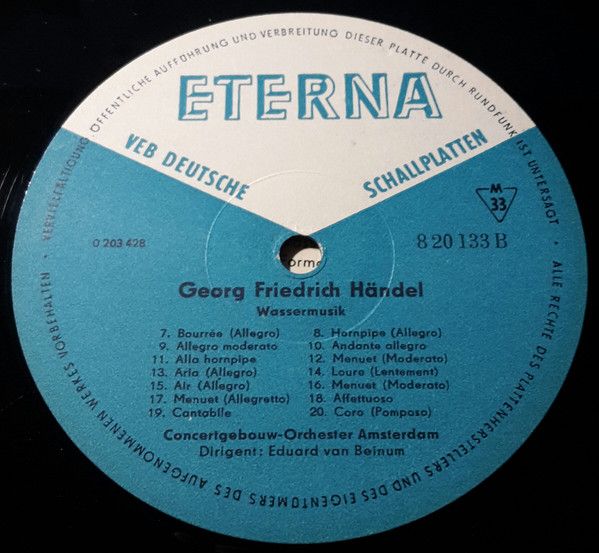 VERVIELFÄLTIGUNG, ÖFFENTLICHE AUFFÜHRUNG UND VERBREITUNG DIESER PLATTE DURCH RUNDFUNK IST UNTERSAGT · ALLE RECHTE DES PLATTENHERSTELLERS UND DES EIGENTÜMERS DES AUFGENOMMENEN WERKES VORBEHALTEN ·
ETERNA
VEB DEUTSCHE SCHALLPLATTEN
M
33
0 203 428
8 20 133 B
Georg Friedrich Händel
Wassermusik
7. Bourrée (Allegro) 8. Hornpipe (Allegro)
9. Allegro moderato 10. Andante allegro
11. Alla hornpipe 12. Menuet (Moderato)
13. Aria (Allegro) 14. Loure (Lentement)
15. Air (Allegro) 16. Menuet (Moderato)
17. Menuet (Allegretto) 18. Affettuoso
19. Cantabile 20. Coro (Pomposo)
Concertgebouw-Orchester Amsterdam
Dirigent: Eduard van Beinum